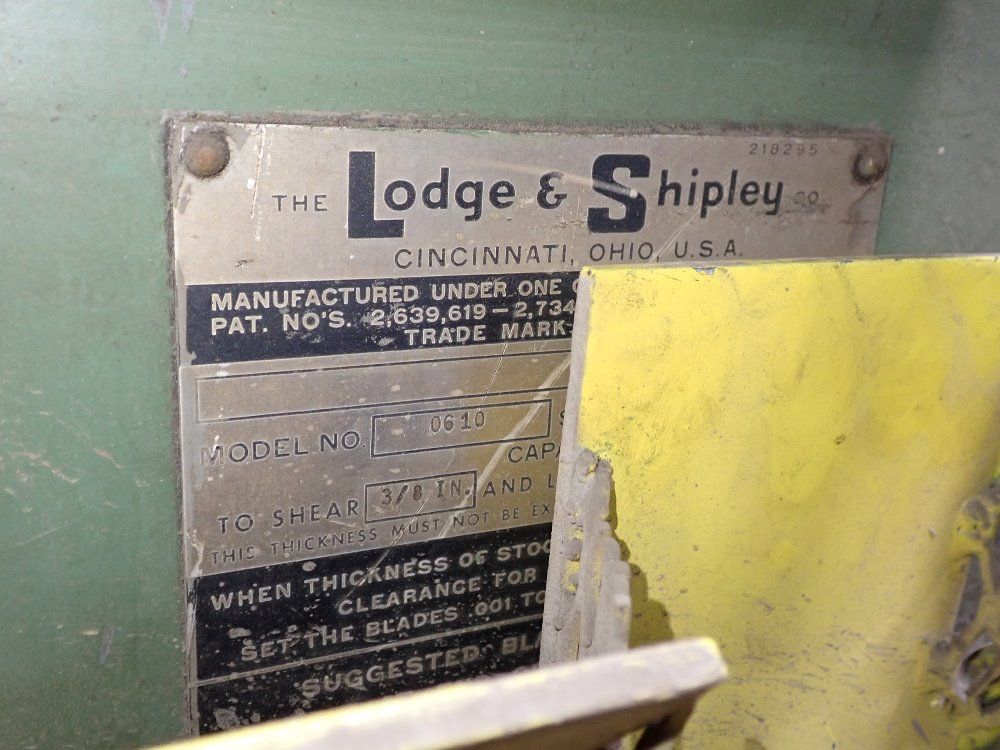 218295
THE Lodge & Shipley CO.
CINCINNATI, OHIO, U.S.A.
MANUFACTURED UNDER ONE
PAT. NO'S. 2,639,619-2,734
TRADE MARK
MODEL NO. 0610
CAPA
TO SHEAR 3/8 IN. AND L
THIS THICKNESS MUST NOT BE EX
WHEN THICKNESS OF STOC
CLEARANCE FOR
SET THE BLADES .001 TO
SUGGESTED BLA